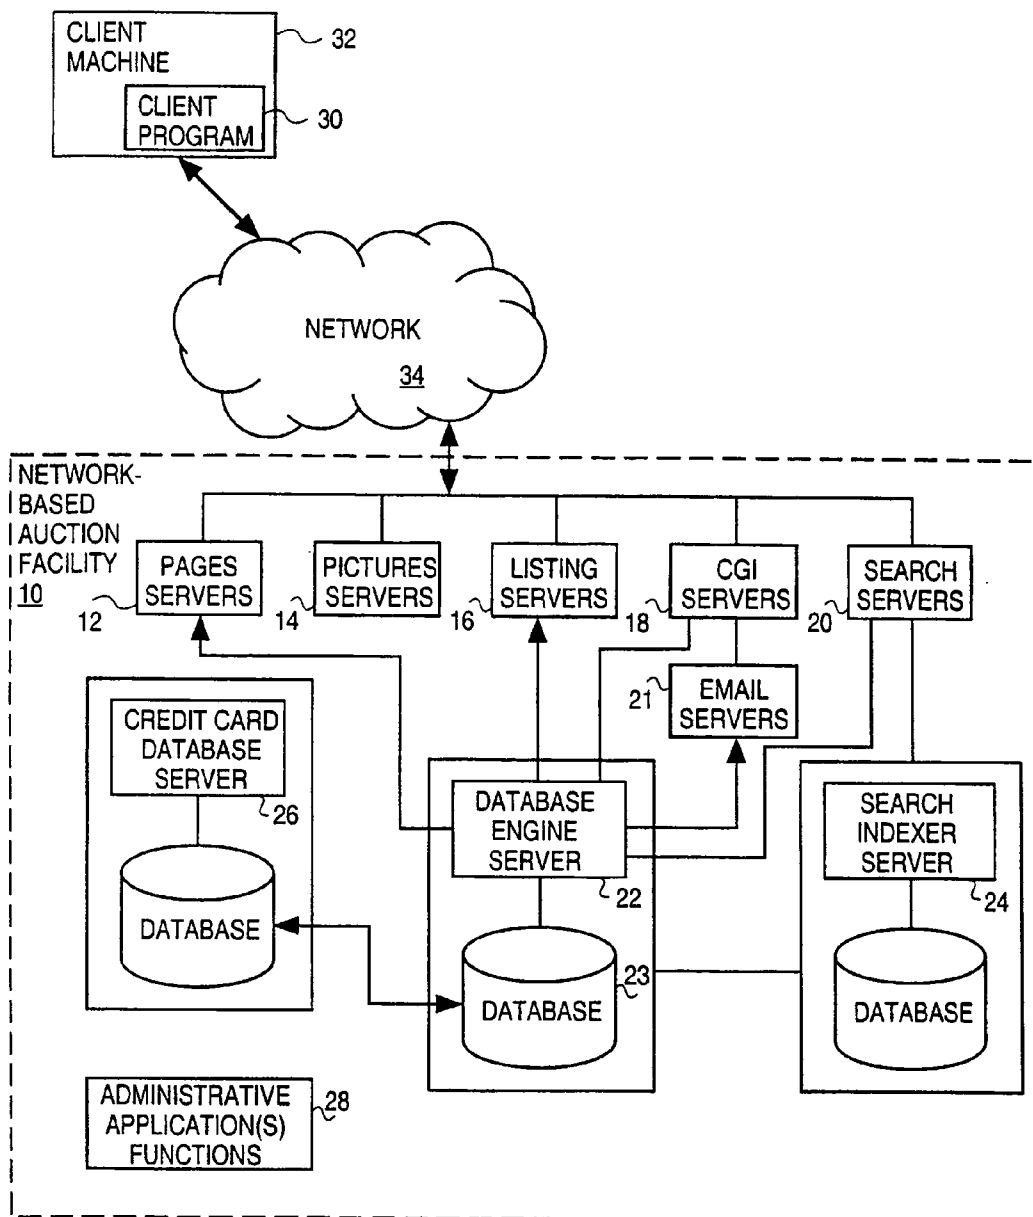 CLIENT
MACHINE
32
CLIENT
PROGRAM
30
NETWORK
34
NETWORK-
BASED
AUCTION
FACILITY
10
PAGES
SERVERS
12
PICTURES
SERVERS
14
LISTING
SERVERS
16
CGI
SERVERS
18
SEARCH
SERVERS
20
EMAIL
SERVERS
21
CREDIT CARD
DATABASE
SERVER
26
DATABASE
DATABASE
ENGINE
SERVER
22
DATABASE
23
SEARCH
INDEXER
SERVER
24
DATABASE
ADMINISTRATIVE
APPLICATION(S)
FUNCTIONS
28